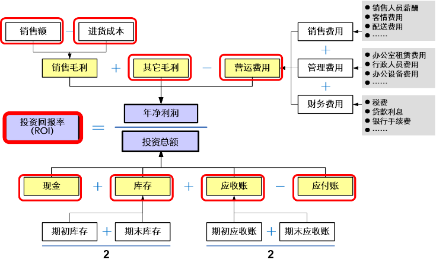 销售额 － 进货成本
销售毛利 ＋ 其它毛利 － 营运费用
销售费用
＋
管理费用
＋
财务费用
●销售人员薪酬
●客情费用
●配送费用
●……
●办公室租赁费用
●行政人员费用
●办公设备费用
●……
●税费
●贷款利息
●银行手续费
●……
投资回报率
(ROI)
＝
年净利润
投资总额
现金 ＋ 库存 ＋ 应收账 － 应付账
期初库存 ＋ 期末库存
2
期初应收账 ＋ 期末应收账
2